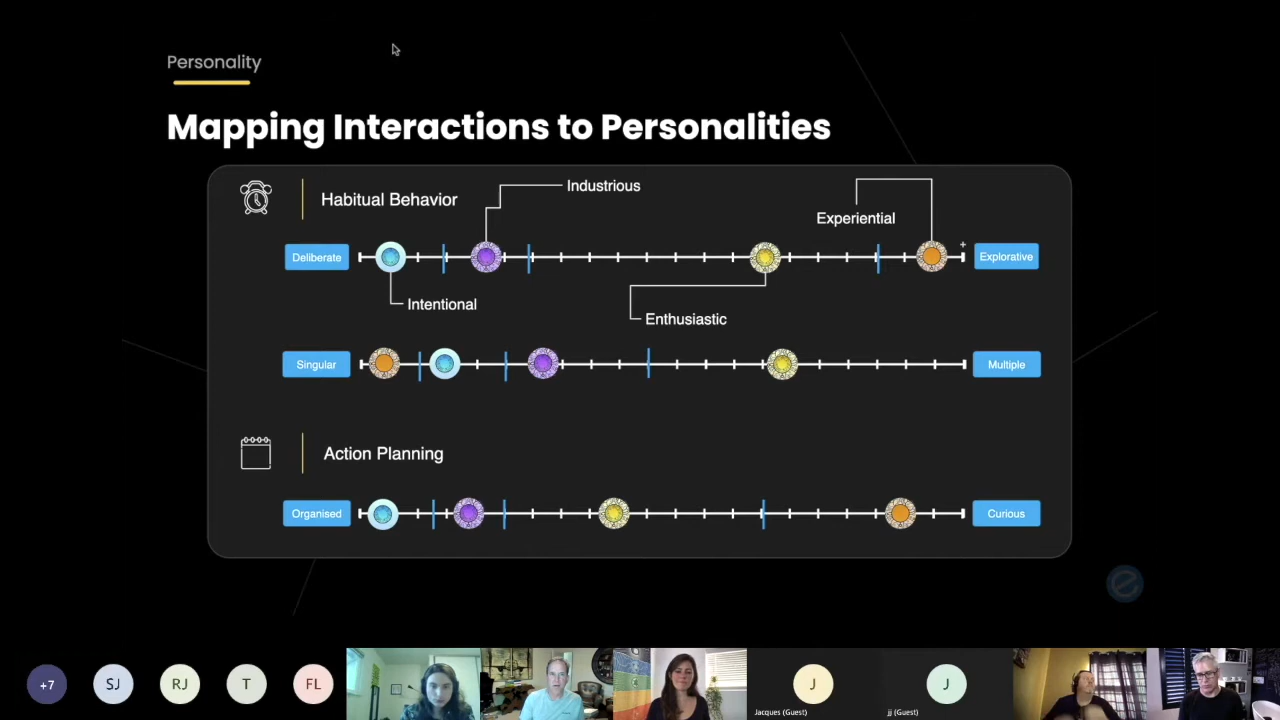 Personality
Mapping Interactions to Personalities
Habitual Behavior
Industrious
Experiential
Deliberate
Explorative
Intentional
Enthusiastic
Singular
Multiple
Action Planning
Organised
Curious
+7
SJ
RJ
T
FL
J
Jacques (Guest)
J
jj (Guest)